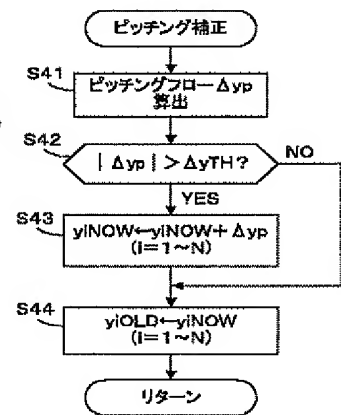 ピッチング補正
S41
ピッチングフローΔyp
算出
S42
| Δyp | > ΔyTH?
NO
YES
S43
yiNOW←yiNOW+Δyp
(i=1~N)
S44
yiOLD←yiNOW
(i=1~N)
リターン